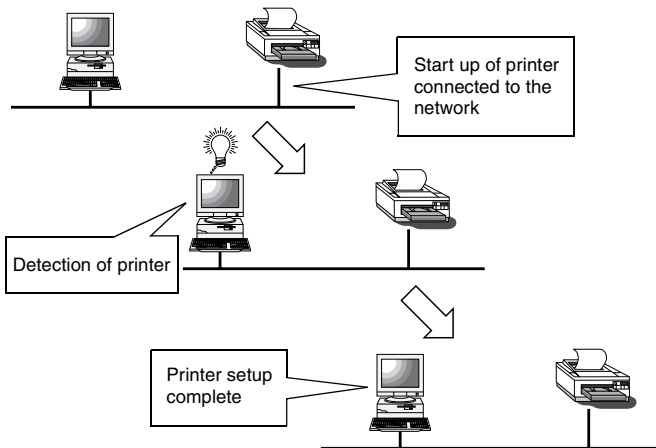 Start up of printer
connected to the
network
Detection of printer
Printer setup
complete